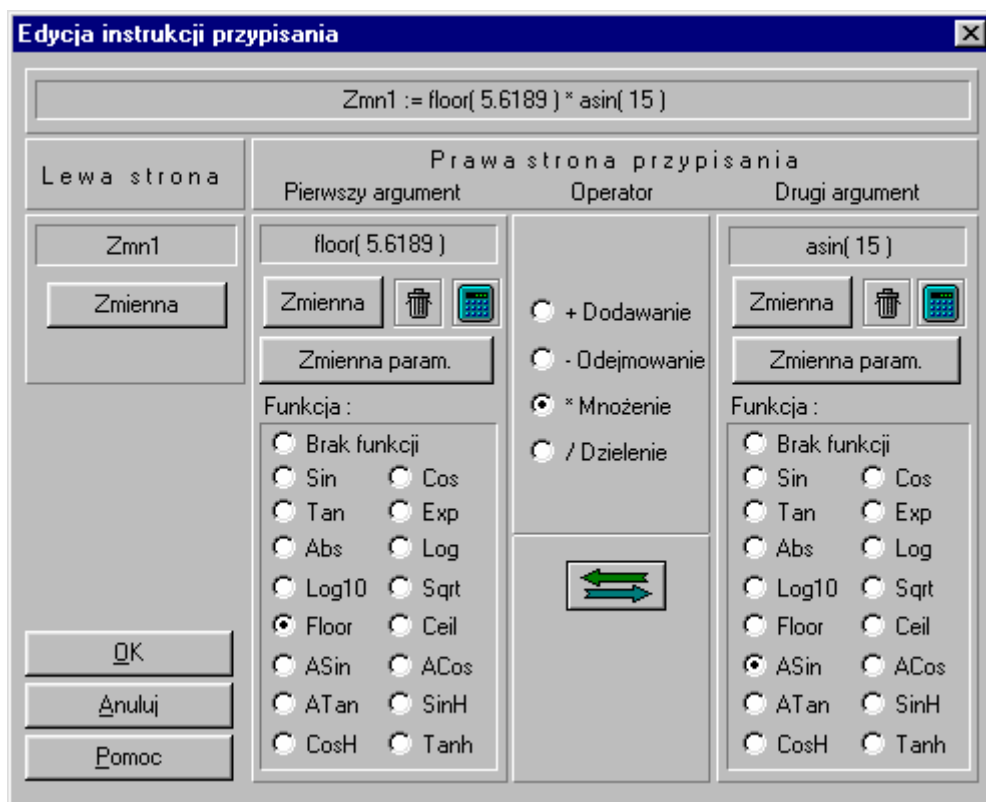 Edycja instrukcji przypisania
Zmn1 := floor( 5.6189 ) * asin( 15 )
Lewa strona
Prawa strona przypisania
Pierwszy argument Operator Drugi argument
Zmn1
Zmienna
floor( 5.6189 )
Zmienna
Zmienna param.
Funkcja :
Brak funkcji
Sin Cos
Tan Exp
Abs Log
Log10 Sqrt
Floor Ceil
ASin ACos
ATan SinH
CosH Tanh
+ Dodawanie
- Odejmowanie
* Mnożenie
/ Dzielenie
asin( 15 )
Zmienna
Zmienna param.
Funkcja :
Brak funkcji
Sin Cos
Tan Exp
Abs Log
Log10 Sqrt
Floor Ceil
ASin ACos
ATan SinH
CosH Tanh
OK
Anuluj
Pomoc